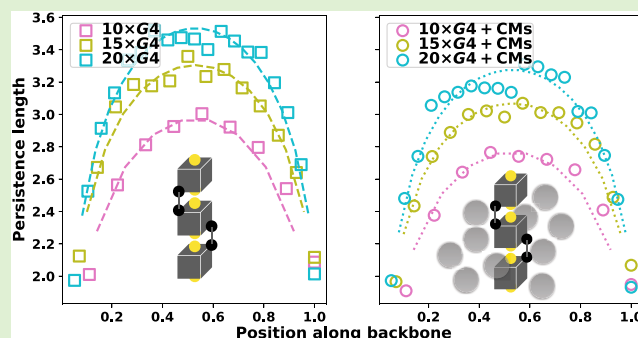 3.6
3.4
3.2
3.0
2.8
2.6
2.4
2.2
2.0
Persistence length
10×G4
15×G4
20×G4
10×G4 + CMs
15×G4 + CMs
20×G4 + CMs
0.2 0.4 0.6 0.8 1.0
0.2 0.4 0.6 0.8 1.0
Position along backbone